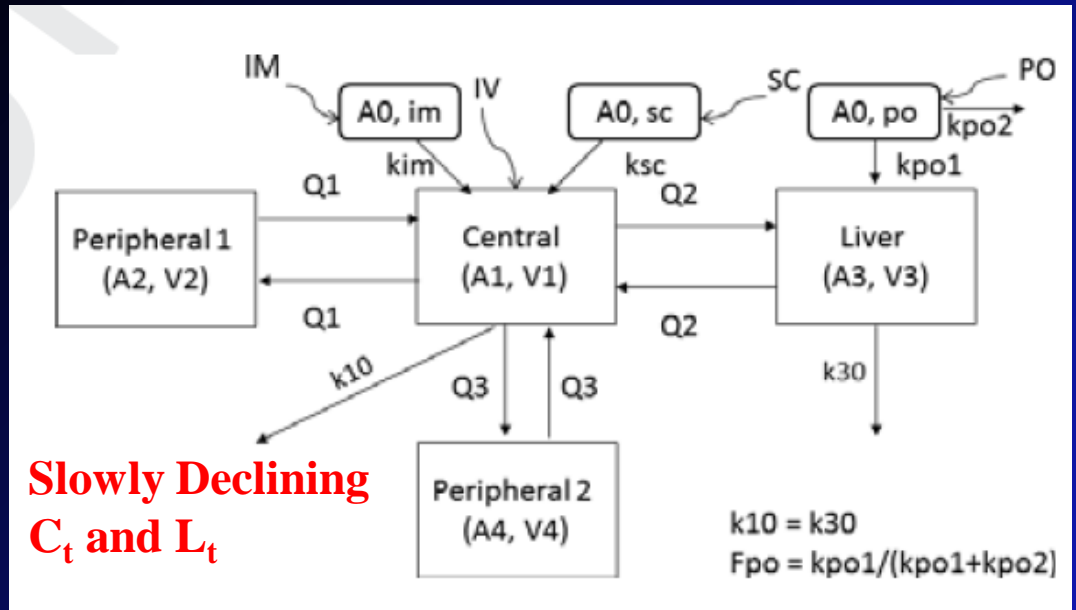 IM
IV
SC
PO
A0, im
A0, sc
A0, po
kpo2
kim
ksc
kpo1
Q1
Q2
Peripheral 1
(A2, V2)
Central
(A1, V1)
Liver
(A3, V3)
Q1
Q2
k10
Q3
Q3
k30
Slowly Declining
Ct and Lt
Peripheral 2
(A4, V4)
k10 = k30
Fpo = kpo1/(kpo1+kpo2)